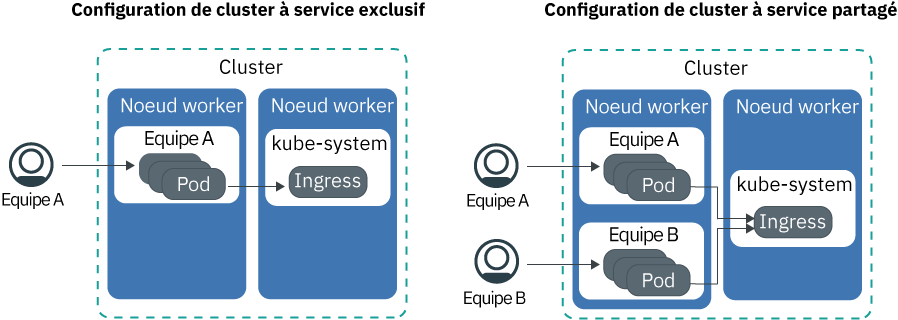 Configuration de cluster à service exclusif
Cluster
Noeud worker
Noeud worker
Equipe A
kube-system
Pod
Ingress
Equipe A
Configuration de cluster à service partagé
Cluster
Noeud worker
Noeud worker
Equipe A
Pod
Equipe A
kube-system
Ingress
Equipe B
Pod
Equipe B